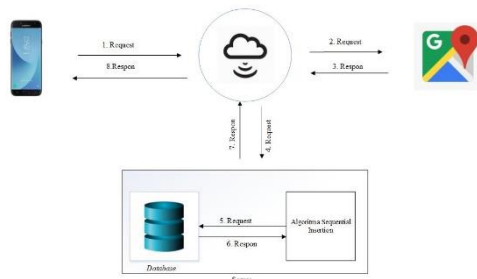 1. Request
8.Respon
2. Request
3. Respon
7. Respon
4. Request
5. Request
6. Respon
Algoritma Sequential
Insertion
Database
Server
G